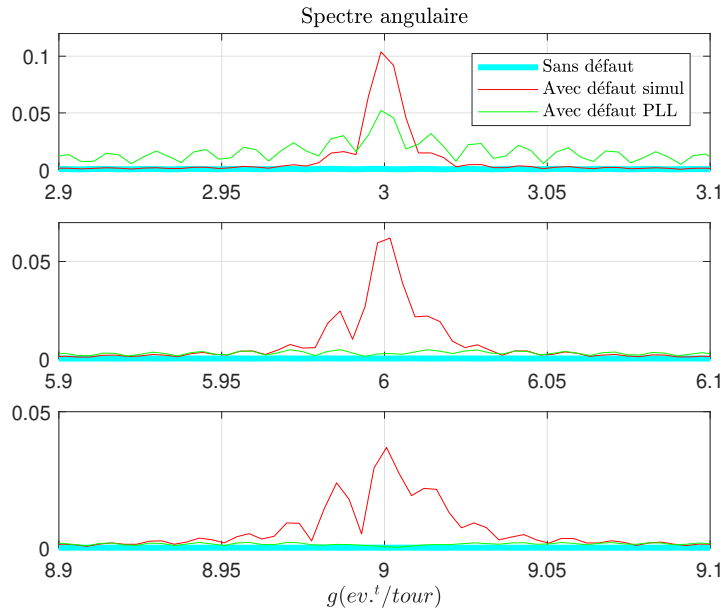 Spectre angulaire
0.1
0.05
0
2.9 2.95 3 3.05 3.1
Sans défaut
Avec défaut simul
Avec défaut PLL
0.05
0
5.9 5.95 6 6.05 6.1
0.05
0
8.9 8.95 9 9.05 9.1
g(ev.ᵗ/tour)